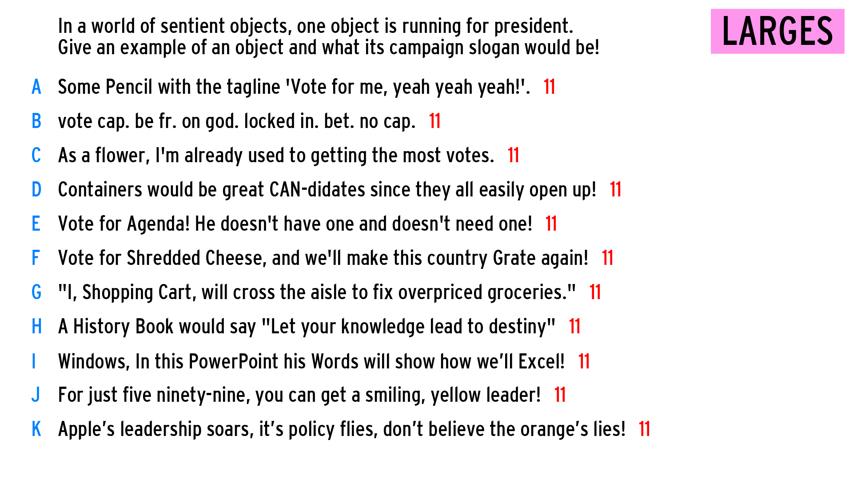 In a world of sentient objects, one object is running for president.
Give an example of an object and what its campaign slogan would be!
LARGES
A Some Pencil with the tagline 'Vote for me, yeah yeah yeah!'. 11
B vote cap. be fr. on god. locked in. bet. no cap. 11
C As a flower, I'm already used to getting the most votes. 11
D Containers would be great CAN-didates since they all easily open up! 11
E Vote for Agenda! He doesn't have one and doesn't need one! 11
F Vote for Shredded Cheese, and we'll make this country Grate again! 11
G "I, Shopping Cart, will cross the aisle to fix overpriced groceries." 11
H A History Book would say "Let your knowledge lead to destiny" 11
I Windows, In this PowerPoint his Words will show how we’ll Excel! 11
J For just five ninety-nine, you can get a smiling, yellow leader! 11
K Apple’s leadership soars, it’s policy flies, don’t believe the orange’s lies! 11